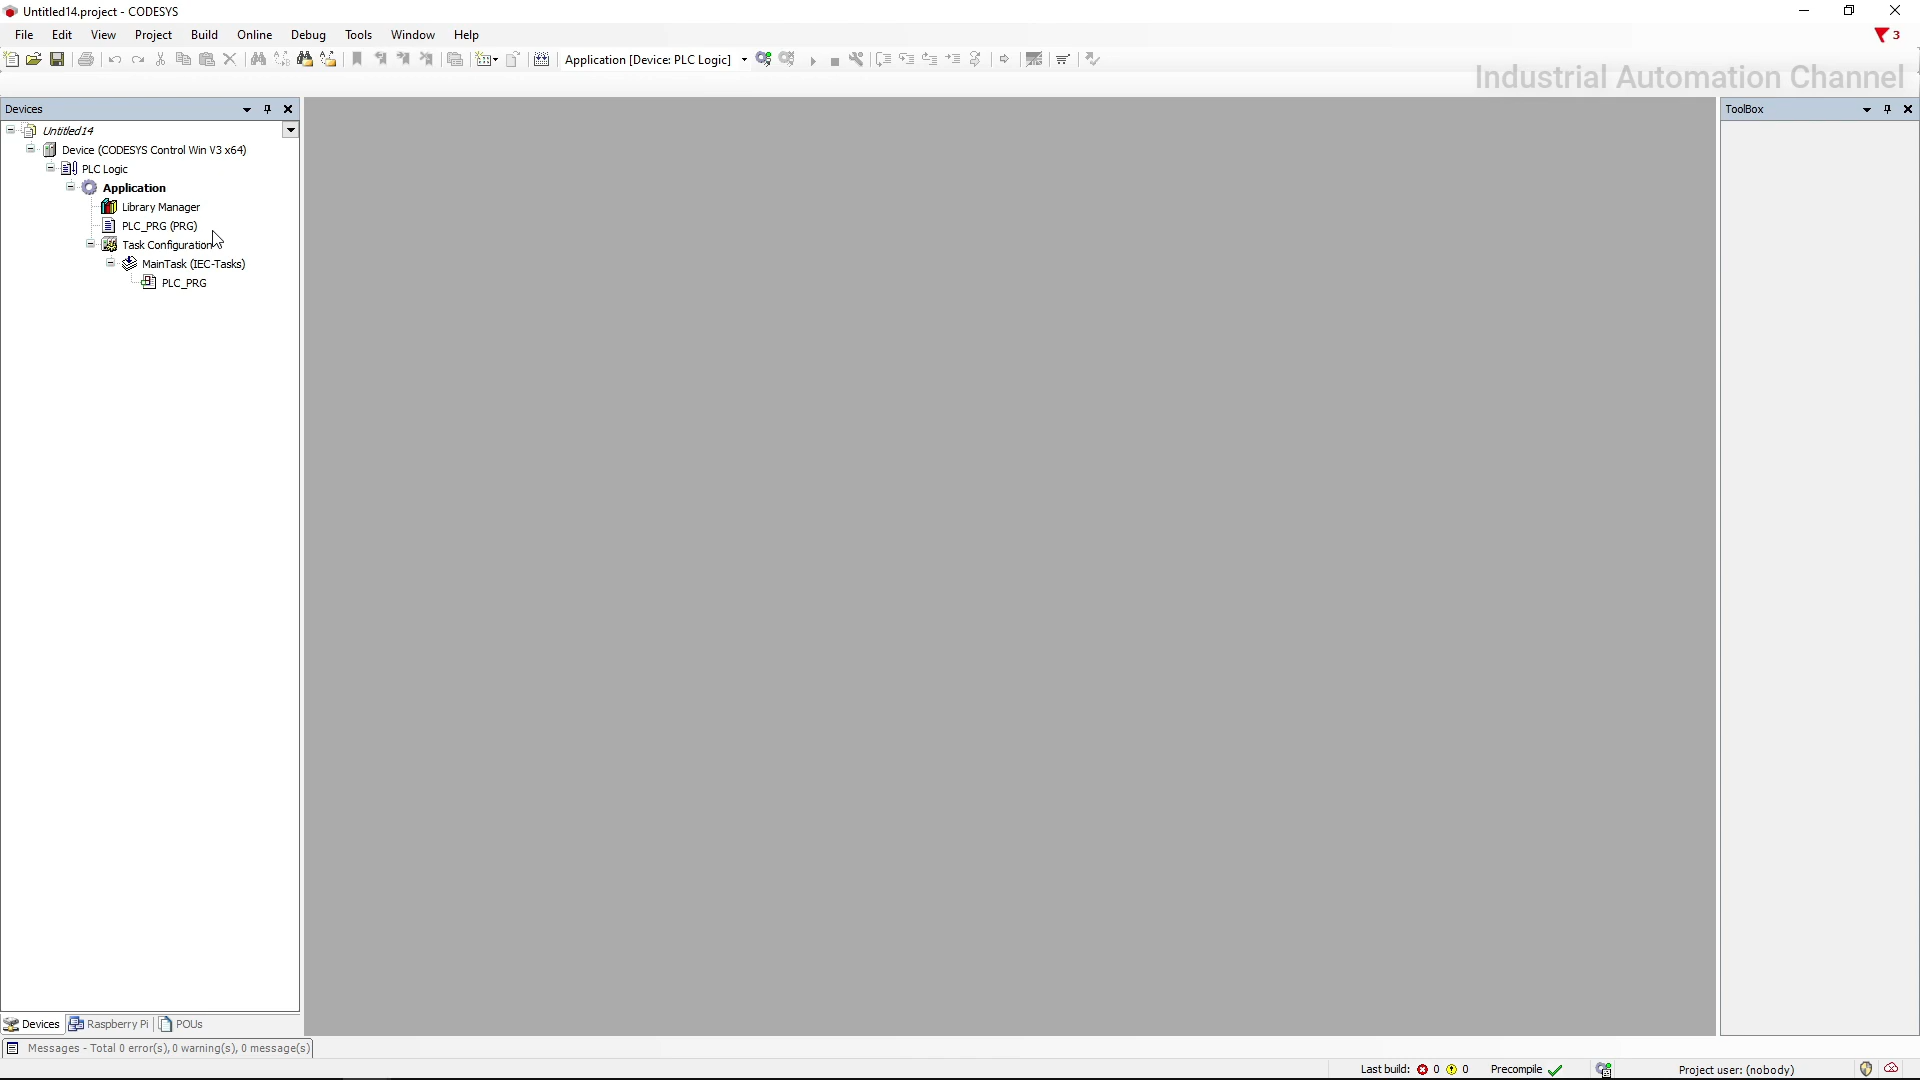 Untitled14.project - CODESYS
File Edit View Project Build Online Debug Tools Window Help
3
Application [Device: PLC Logic]
Industrial Automation Channel
Devices
ToolBox
Untitled14
Device (CODESYS Control Win V3 x64)
PLC Logic
Application
Library Manager
PLC_PRG (PRG)
Task Configuration
MainTask (IEC-Tasks)
PLC_PRG
Devices Raspberry Pi POUs
Messages - Total 0 error(s), 0 warning(s), 0 message(s)
Last build: 0 0 Precompile Project user: (nobody)